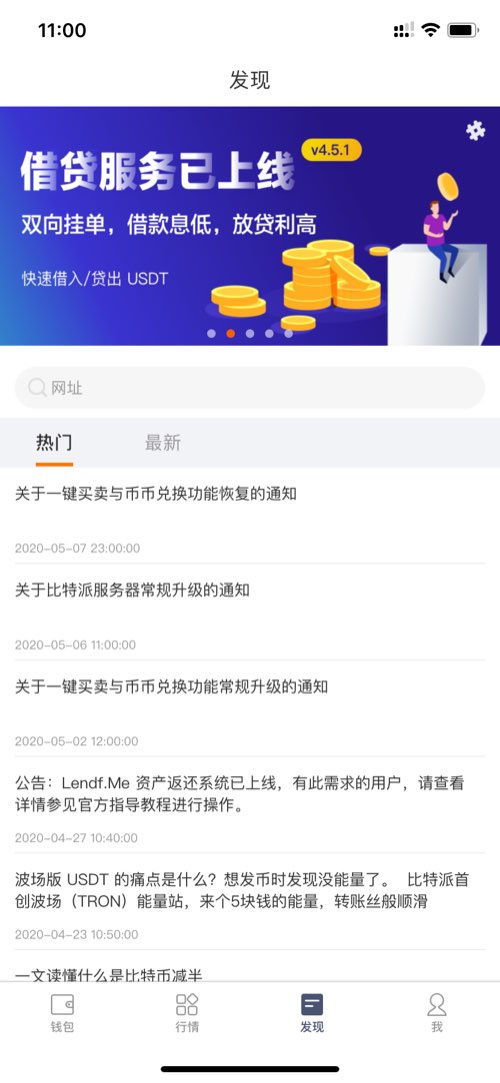 11:00
发现
借贷服务已上线
v4.5.1
双向挂单，借款息低，放贷利高
快速借入/贷出 USDT
网址
热门
最新
关于一键买卖与币币兑换功能恢复的通知
2020-05-07 23:00:00
关于比特派服务器常规升级的通知
2020-05-06 11:00:00
关于一键买卖与币币兑换功能常规升级的通知
2020-05-02 12:00:00
公告：Lendf.Me 资产返还系统已上线，有此需求的用户，请查看
详情参见官方指导教程进行操作。
2020-04-27 10:40:00
波场版 USDT 的痛点是什么？想发币时发现没能量了。 比特派首
创波场（TRON）能量站，来个5块钱的能量，转账丝般顺滑
2020-04-23 10:50:00
一文读懂什么是比特币减半
钱包
行情
发现
我